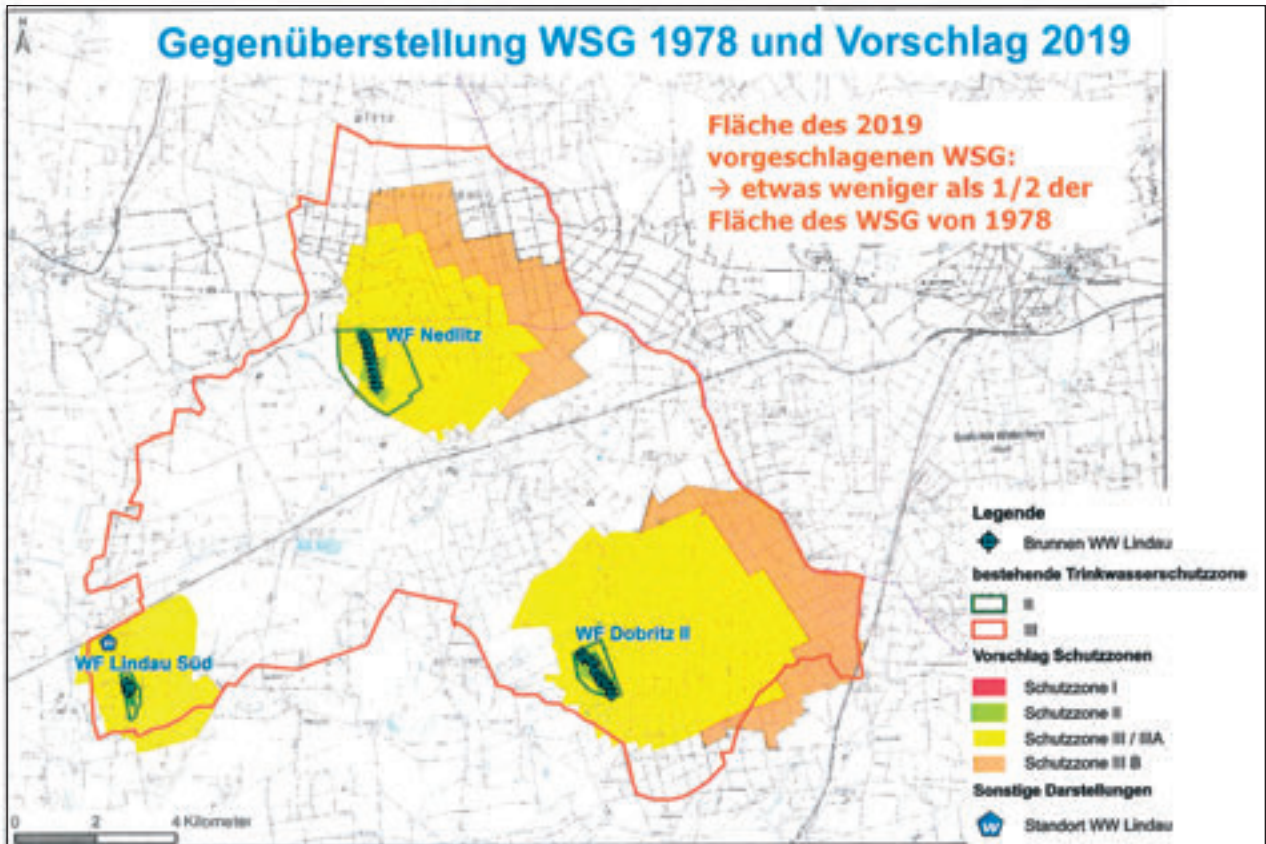 N
Gegenüberstellung WSG 1978 und Vorschlag 2019
Fläche des 2019
vorgeschlagenen WSG:
→ etwas weniger als 1/2 der
Fläche des WSG von 1978
WF Nedlitz
WF Dobritz II
WF Lindau Süd
Legende
Brunnen WW Lindau
bestehende Trinkwasserschutzzone
II
III
Vorschlag Schutzzonen
Schutzzone I
Schutzzone II
Schutzzone III / IIIA
Schutzzone III B
Sonstige Darstellungen
W
Standort WW Lindau
0 2 4 Kilometer